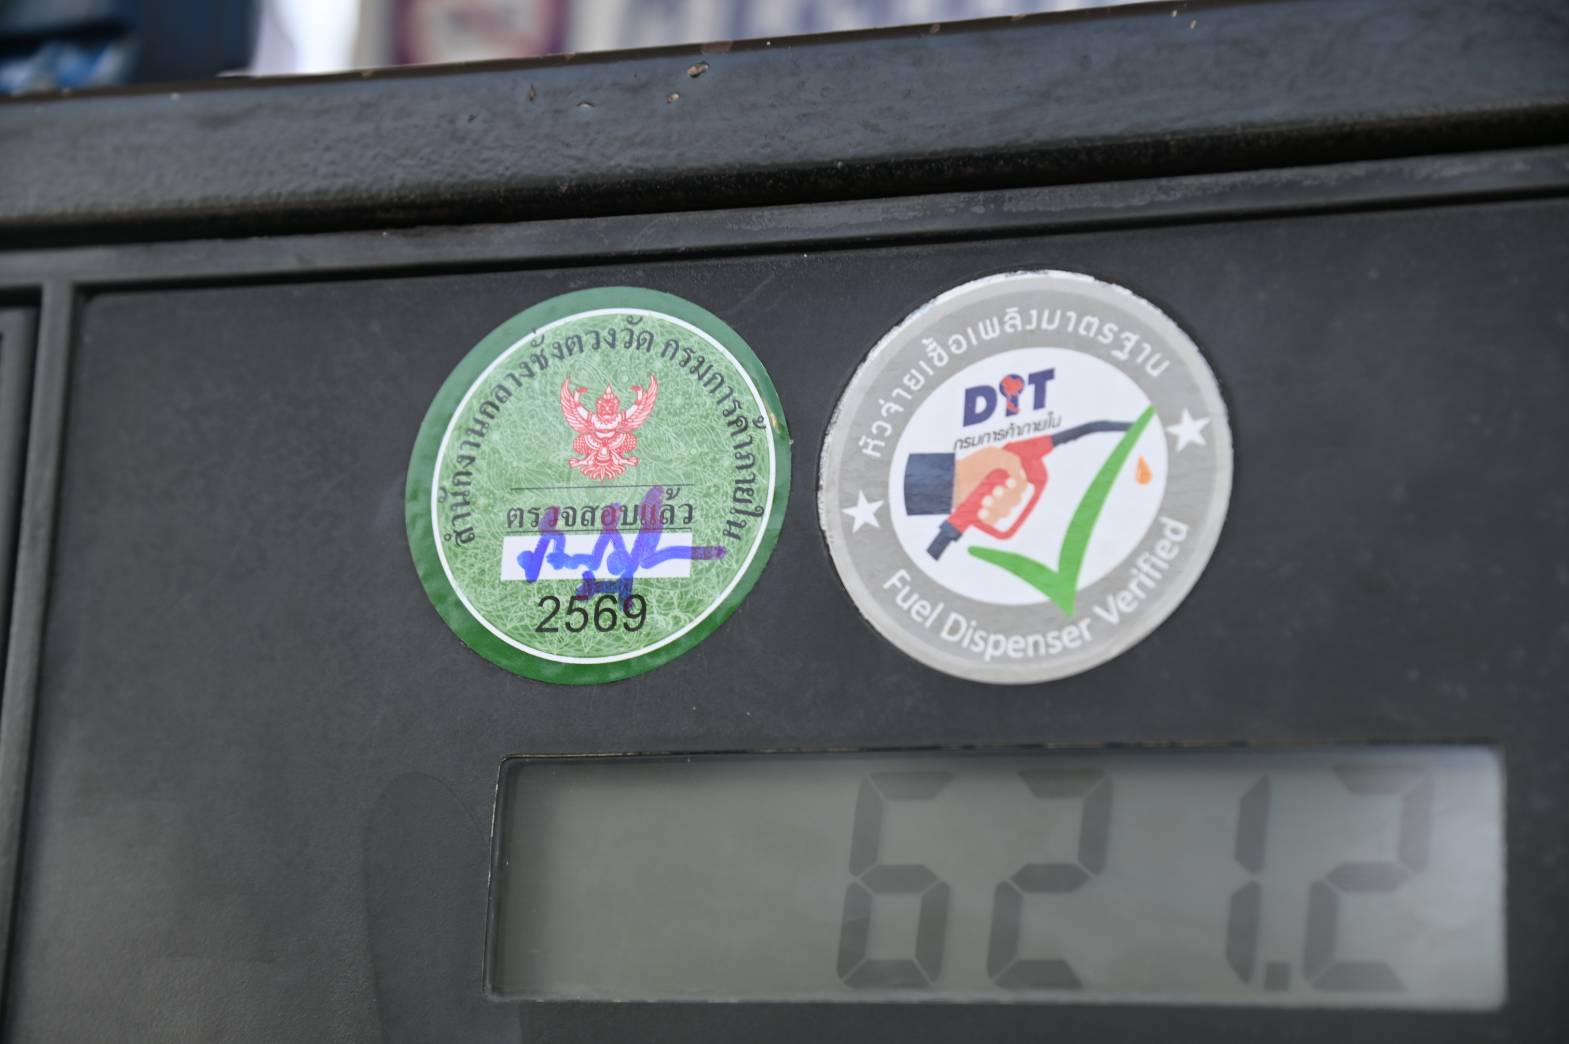 สำนักงานกลางชั่งตวงวัด กรมการค้าภายใน
ตรวจสอบแล้ว
2569
หัวจ่ายเชื้อเพลิงมาตรฐาน
DIT
กรมการค้าภายใน
Fuel Dispenser Verified
621.2